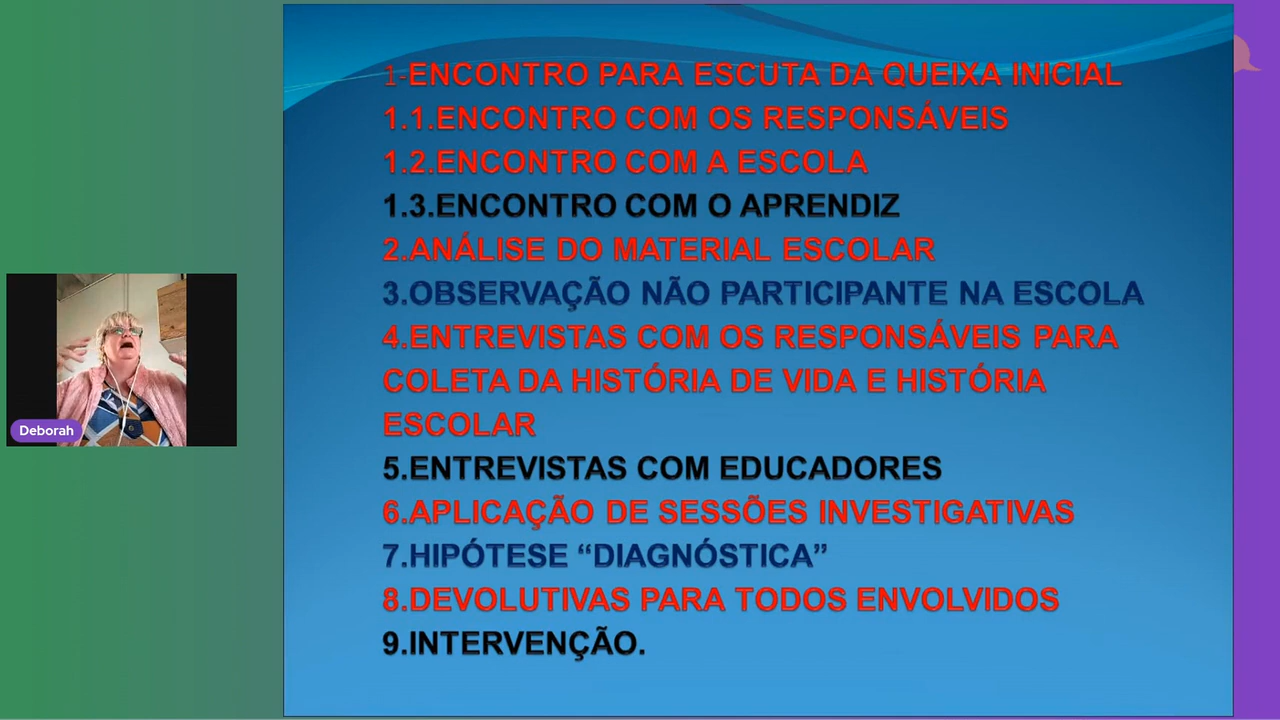 1-ENCONTRO PARA ESCUTA DA QUEIXA INICIAL
1.1.ENCONTRO COM OS RESPONSÁVEIS
1.2.ENCONTRO COM A ESCOLA
1.3.ENCONTRO COM O APRENDIZ
2.ANÁLISE DO MATERIAL ESCOLAR
3.OBSERVAÇÃO NÃO PARTICIPANTE NA ESCOLA
4.ENTREVISTAS COM OS RESPONSÁVEIS PARA
COLETA DA HISTÓRIA DE VIDA E HISTÓRIA
ESCOLAR
5.ENTREVISTAS COM EDUCADORES
6.APLICAÇÃO DE SESSÕES INVESTIGATIVAS
7.HIPÓTESE “DIAGNÓSTICA”
8.DEVOLUTIVAS PARA TODOS ENVOLVIDOS
9.INTERVENÇÃO.
Deborah